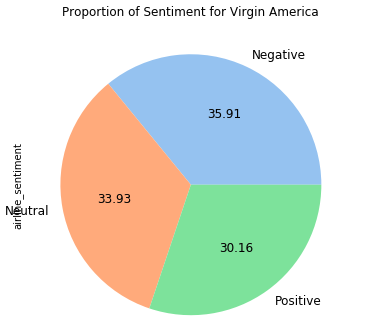 Proportion of Sentiment for Virgin America
Negative
35.91
airline_sentiment
33.93
Neutral
30.16
Positive